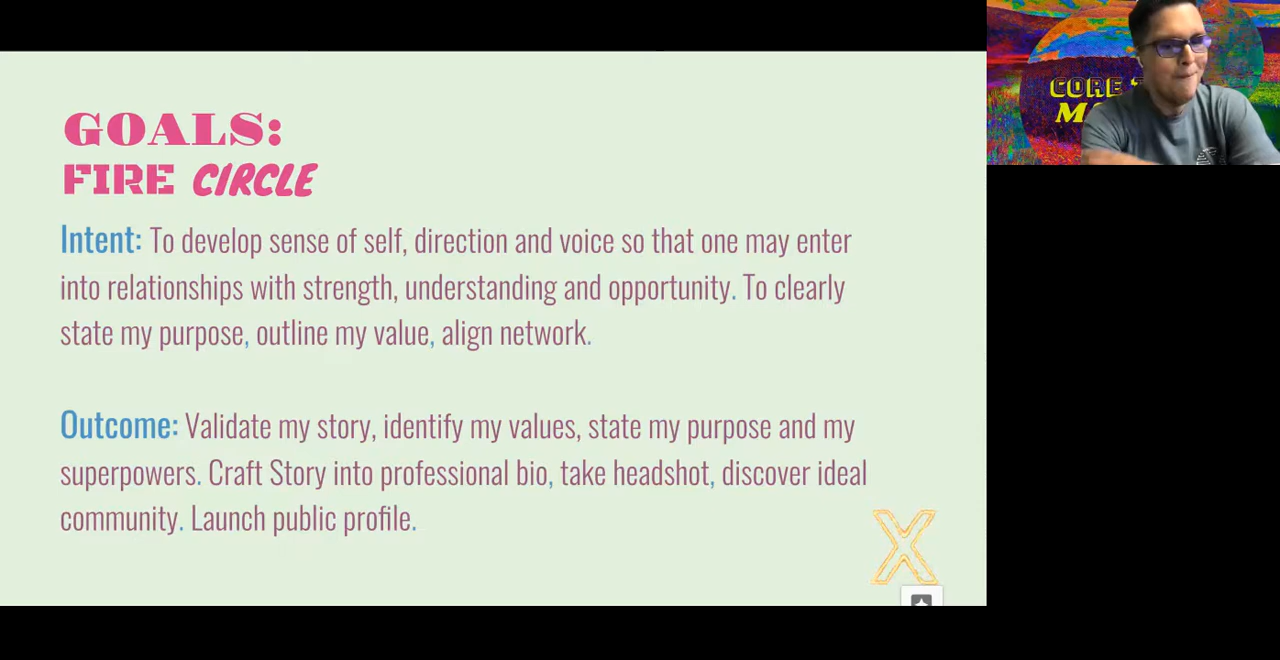 GOALS:
FIRE CIRCLE
Intent: To develop sense of self, direction and voice so that one may enter
into relationships with strength, understanding and opportunity. To clearly
state my purpose, outline my value, align network.
Outcome: Validate my story, identify my values, state my purpose and my
superpowers. Craft Story into professional bio, take headshot, discover ideal
community. Launch public profile.
X
CORE